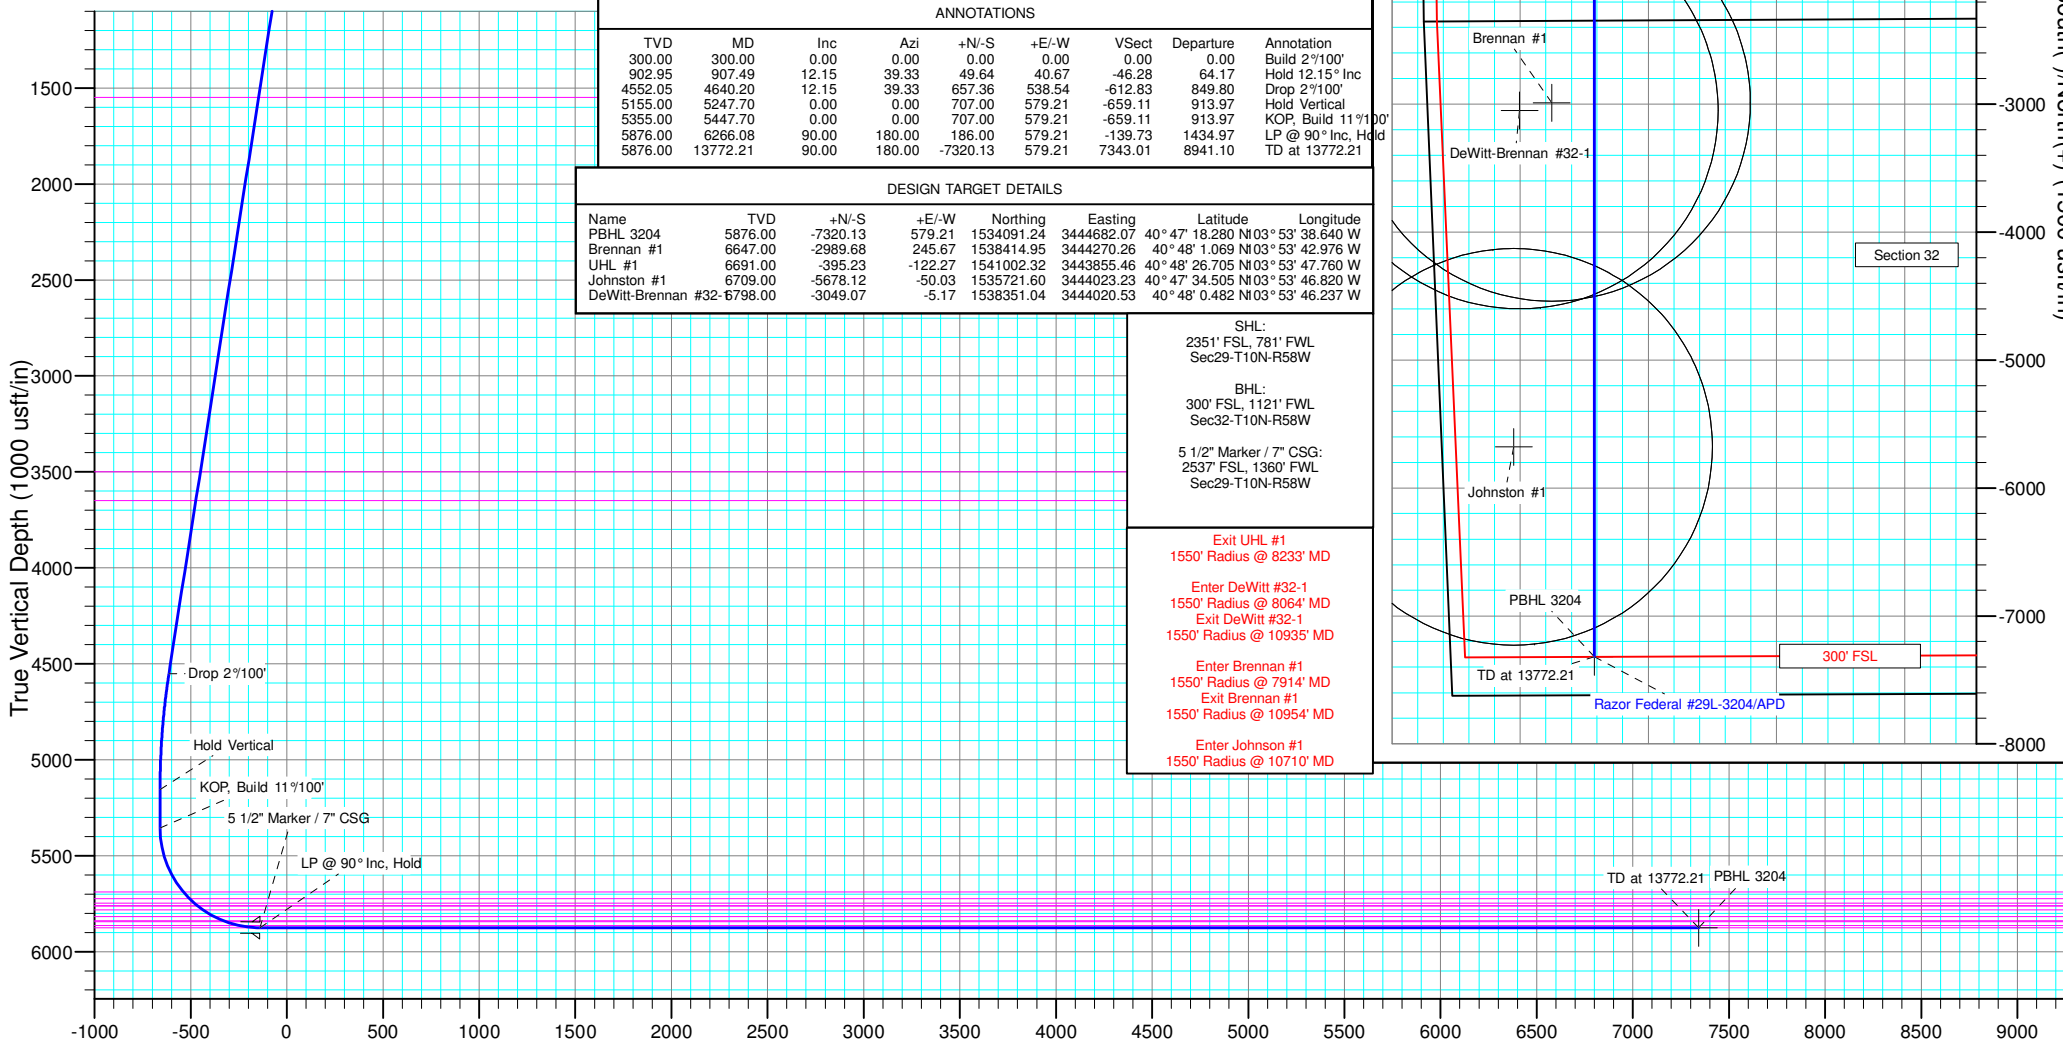 ANNOTATIONS
TVD MD Inc Azi +N/-S +E/-W VSect Departure Annotation
300.00 300.00 0.00 0.00 0.00 0.00 0.00 0.00 Build 2°/100'
902.95 907.49 12.15 39.33 49.64 40.67 -46.28 64.17 Hold 12.15° Inc
4552.05 4640.20 12.15 39.33 657.36 538.54 -612.83 849.80 Drop 2°/100'
5155.00 5247.70 0.00 0.00 707.00 579.21 -659.11 913.97 Hold Vertical
5355.00 5447.70 0.00 0.00 707.00 579.21 -659.11 913.97 KOP, Build 11°/100'
5876.00 6266.08 90.00 180.00 186.00 579.21 -139.73 1434.97 LP @ 90° Inc, Hold
5876.00 13772.21 90.00 180.00 -7320.13 579.21 7343.01 8941.10 TD at 13772.21
DESIGN TARGET DETAILS
Name TVD +N/-S +E/-W Northing Easting Latitude Longitude
PBHL 3204 5876.00 -7320.13 579.21 1534091.24 3444682.07 40° 47' 18.280 N 103° 53' 38.640 W
Brennan #1 6647.00 -2989.68 245.67 1538414.95 3444270.26 40° 48' 1.069 N 103° 53' 42.976 W
UHL #1 6691.00 -395.23 -122.27 1541002.32 3443855.46 40° 48' 26.705 N 103° 53' 47.760 W
Johnston #1 6709.00 -5678.12 -50.03 1535721.60 3444023.23 40° 47' 34.505 N 103° 53' 46.820 W
DeWitt-Brennan #32-1 6798.00 -3049.07 -5.17 1538351.04 3444020.53 40° 48' 0.482 N 103° 53' 46.237 W
SHL:
2351' FSL, 781' FWL
Sec29-T10N-R58W
BHL:
300' FSL, 1121' FWL
Sec32-T10N-R58W
5 1/2" Marker / 7" CSG:
2537' FSL, 1360' FWL
Sec29-T10N-R58W
Exit UHL #1
1550' Radius @ 8233' MD
Enter DeWitt #32-1
1550' Radius @ 8064' MD
Exit DeWitt #32-1
1550' Radius @ 10935' MD
Enter Brennan #1
1550' Radius @ 7914' MD
Exit Brennan #1
1550' Radius @ 10954' MD
Enter Johnson #1
1550' Radius @ 10710' MD
True Vertical Depth (1000 usft/in)
1500
2000
2500
3000
3500
4000
4500
5000
5500
6000
Drop 2°/100'
Hold Vertical
KOP, Build 11°/100'
5 1/2" Marker / 7" CSG
LP @ 90° Inc, Hold
TD at 13772.21
PBHL 3204
-1000 -500 0 500 1000 1500 2000 2500 3000 3500 4000 4500 5000 5500 6000 6500 7000 7500 8000 8500 9000
Brennan #1
DeWitt-Brennan #32-1
Section 32
Johnston #1
PBHL 3204
TD at 13772.21
300' FSL
Razor Federal #29L-3204/APD
-3000
-4000
-5000
-6000
-7000
-8000